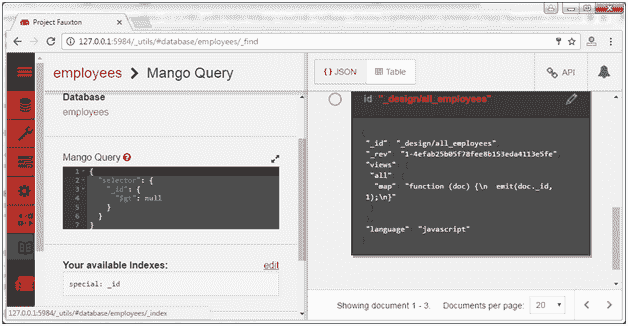 Project Fauxton
127.0.0.1:5984/_utils/#database/employees/_find
employees > Mango Query
Database
employees
Mango Query
1 {
2 "selector": {
3 "_id": {
4 "$gt": null
5 }
6 }
7 }
Your available Indexes:
edit
special: _id
127.0.0.1:5984/_utils/#database/employees/_index
{ } JSON
Table
API
id "_design/all_employees"
"_id" "_design/all_employees"
"_rev" "1-4efab25b05f78fee8b153eda4113e5fe"
"views"
"all"
"map" "function (doc) {\n emit(doc._id,
1);\n}"
"language" "javascript"
Showing document 1 - 3.
Documents per page:
20